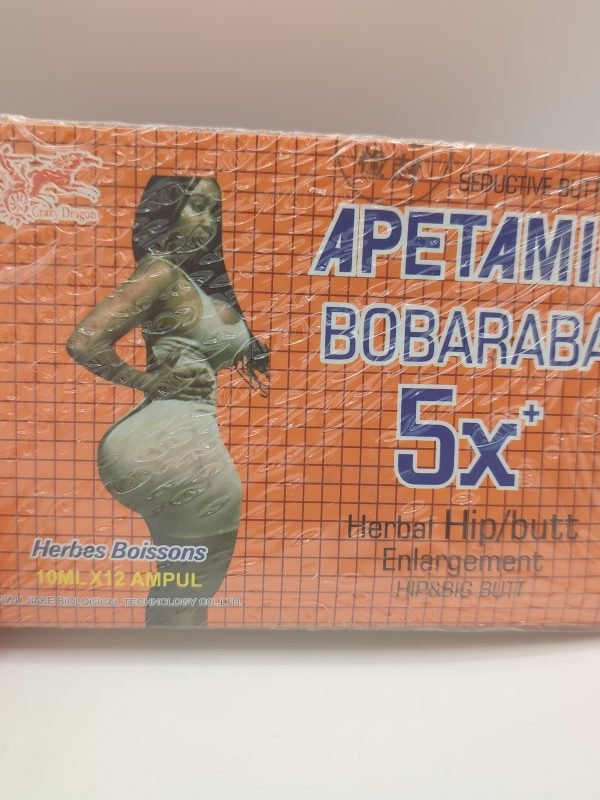 Crazy Dragon
SEDUCTIVE BUTT
APETAMI
BOBARABA
5x+
Herbal Hip/butt
Enlargement
HIP&BIG BUTT
Herbes Boissons
10ML X12 AMPUL
JIAKE BIOLOGICAL TECHNOLOGY CO.,LTD.